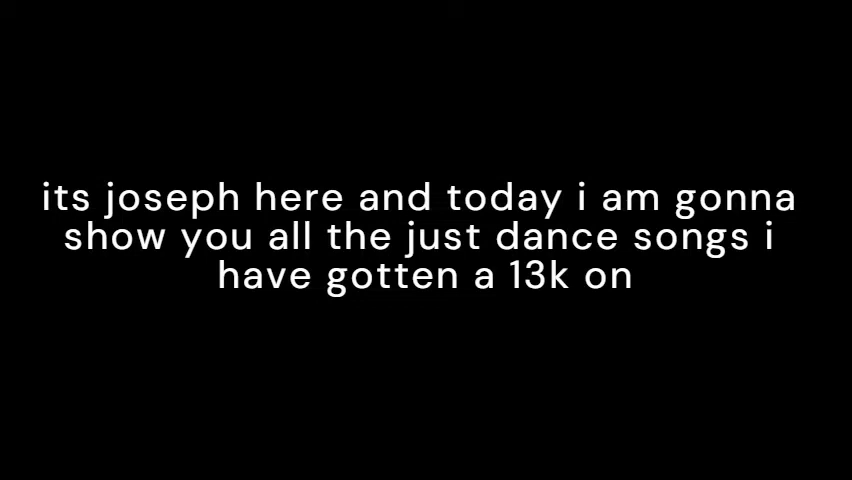 its joseph here and today i am gonna
show you all the just dance songs i
have gotten a 13k on